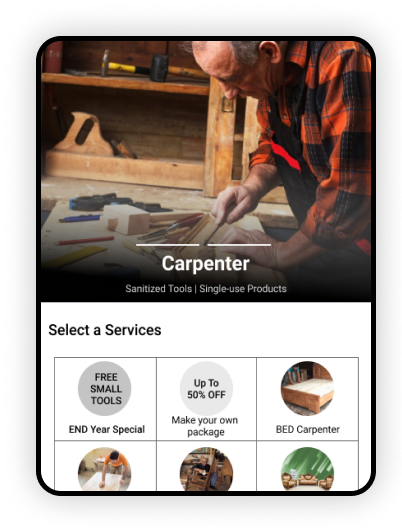 Carpenter
Sanitized Tools | Single-use Products
Select a Services
FREE
SMALL
TOOLS
END Year Special
Up To
50% OFF
Make your own
package
BED Carpenter